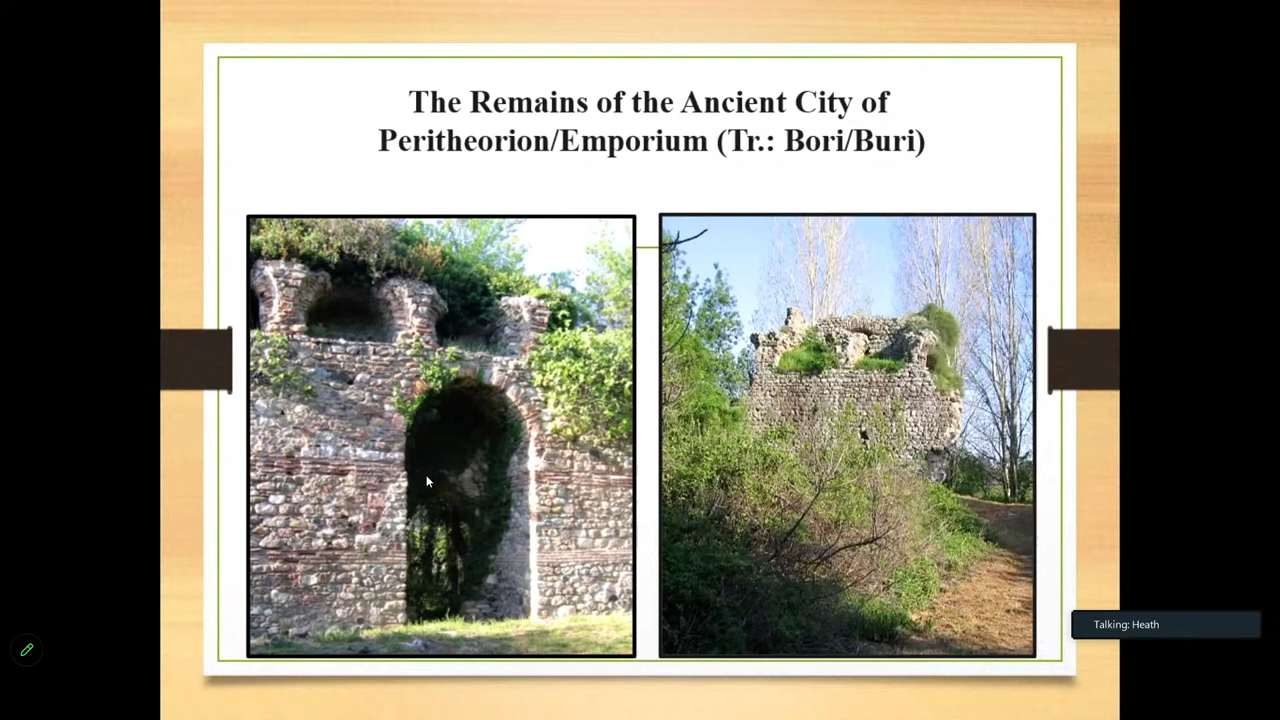 The Remains of the Ancient City of
Peritheorion/Emporium (Tr.: Bori/Buri)
Talking: Heath